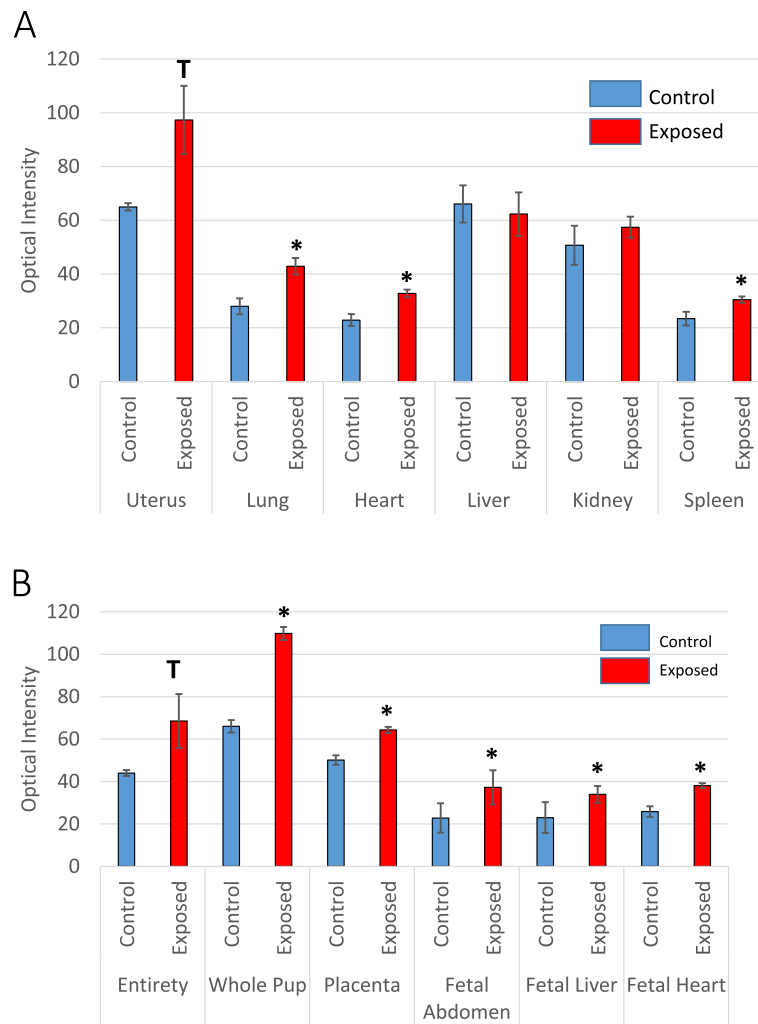 A
120
100
80
60
40
20
0
Optical Intensity
T
*
*
*
Control
Exposed
Control
Exposed
Control
Exposed
Control
Exposed
Control
Exposed
Control
Exposed
Control
Exposed
Uterus
Lung
Heart
Liver
Kidney
Spleen
B
120
100
80
60
40
20
0
Optical Intensity
T
*
*
*
*
*
Control
Exposed
Control
Exposed
Control
Exposed
Control
Exposed
Control
Exposed
Control
Exposed
Control
Exposed
Entirety
Whole Pup
Placenta
Fetal
Abdomen
Fetal Liver
Fetal Heart